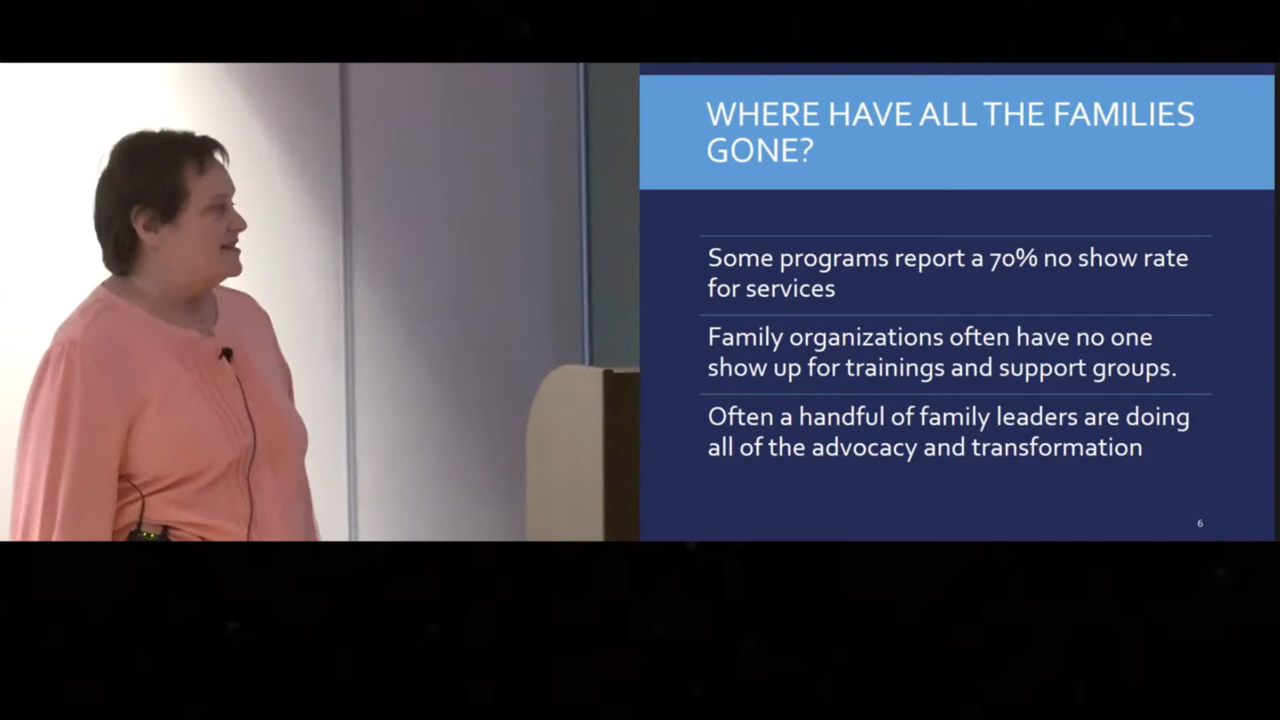 WHERE HAVE ALL THE FAMILIES
GONE?
Some programs report a 70% no show rate
for services
Family organizations often have no one
show up for trainings and support groups.
Often a handful of family leaders are doing
all of the advocacy and transformation
6